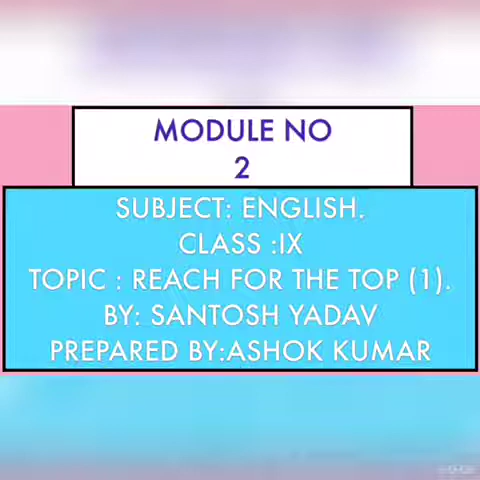 MODULE NO
2
SUBJECT: ENGLISH.
CLASS :IX
TOPIC : REACH FOR THE TOP (1).
BY: SANTOSH YADAV
PREPARED BY:ASHOK KUMAR